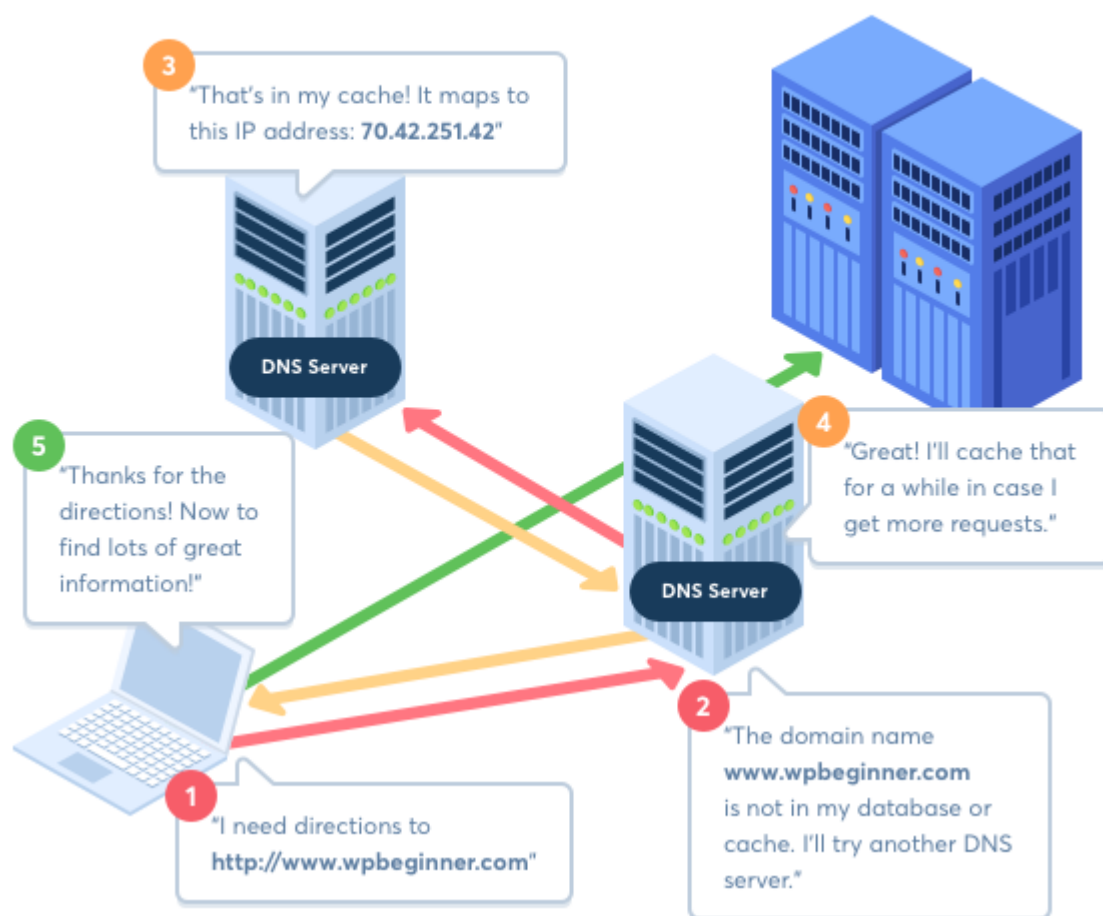 3
"That's in my cache! It maps to
this IP address: 70.42.251.42"
DNS Server
5
"Thanks for the
directions! Now to
find lots of great
information!"
4
"Great! I'll cache that
for a while in case I
get more requests."
DNS Server
2
"The domain name
www.wpbeginner.com
is not in my database or
cache. I'll try another DNS
server."
1
"I need directions to
http://www.wpbeginner.com"